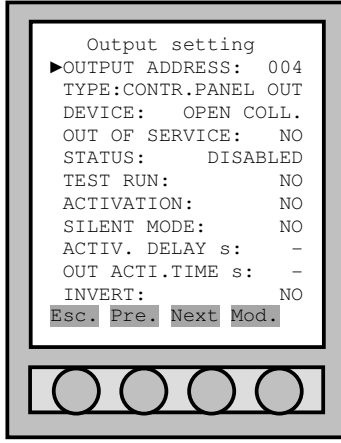 Output setting
►OUTPUT ADDRESS: 004
TYPE:CONTR.PANEL OUT
DEVICE: OPEN COLL.
OUT OF SERVICE: NO
STATUS: DISABLED
TEST RUN: NO
ACTIVATION: NO
SILENT MODE: NO
ACTIV. DELAY s: –
OUT ACTI.TIME s: –
INVERT: NO
Esc. Pre. Next Mod.